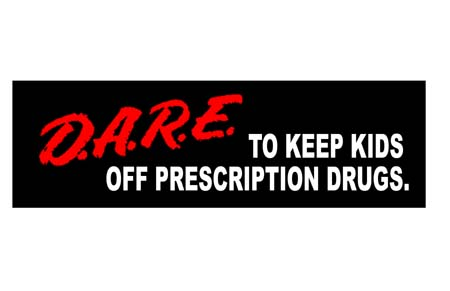 D.A.R.E. TO KEEP KIDS
OFF PRESCRIPTION DRUGS.